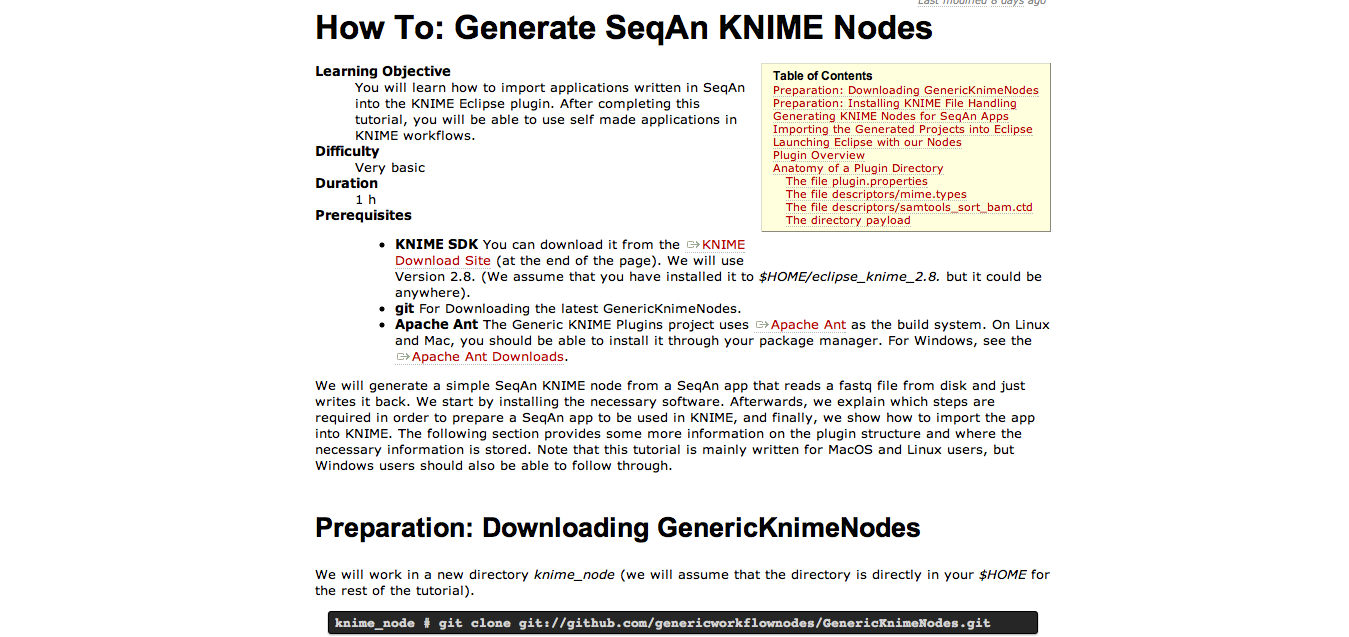 Last modified 8 days ago
How To: Generate SeqAn KNIME Nodes
Learning Objective
You will learn how to import applications written in SeqAn
into the KNIME Eclipse plugin. After completing this
tutorial, you will be able to use self made applications in
KNIME workflows.
Difficulty
Very basic
Duration
1 h
Prerequisites
Table of Contents
Preparation: Downloading GenericKnimeNodes
Preparation: Installing KNIME File Handling
Generating KNIME Nodes for SeqAn Apps
Importing the Generated Projects into Eclipse
Launching Eclipse with our Nodes
Plugin Overview
Anatomy of a Plugin Directory
The file plugin.properties
The file descriptors/mime.types
The file descriptors/samtools_sort_bam.ctd
The directory payload
• KNIME SDK You can download it from the KNIME
Download Site (at the end of the page). We will use
Version 2.8. (We assume that you have installed it to $HOME/eclipse_knime_2.8. but it could be
anywhere).
• git For Downloading the latest GenericKnimeNodes.
• Apache Ant The Generic KNIME Plugins project uses Apache Ant as the build system. On Linux
and Mac, you should be able to install it through your package manager. For Windows, see the
Apache Ant Downloads.
We will generate a simple SeqAn KNIME node from a SeqAn app that reads a fastq file from disk and just
writes it back. We start by installing the necessary software. Afterwards, we explain which steps are
required in order to prepare a SeqAn app to be used in KNIME, and finally, we show how to import the app
into KNIME. The following section provides some more information on the plugin structure and where the
necessary information is stored. Note that this tutorial is mainly written for MacOS and Linux users, but
Windows users should also be able to follow through.
Preparation: Downloading GenericKnimeNodes
We will work in a new directory knime_node (we will assume that the directory is directly in your $HOME for
the rest of the tutorial).
knime_node # git clone git://github.com/genericworkflownodes/GenericKnimeNodes.git